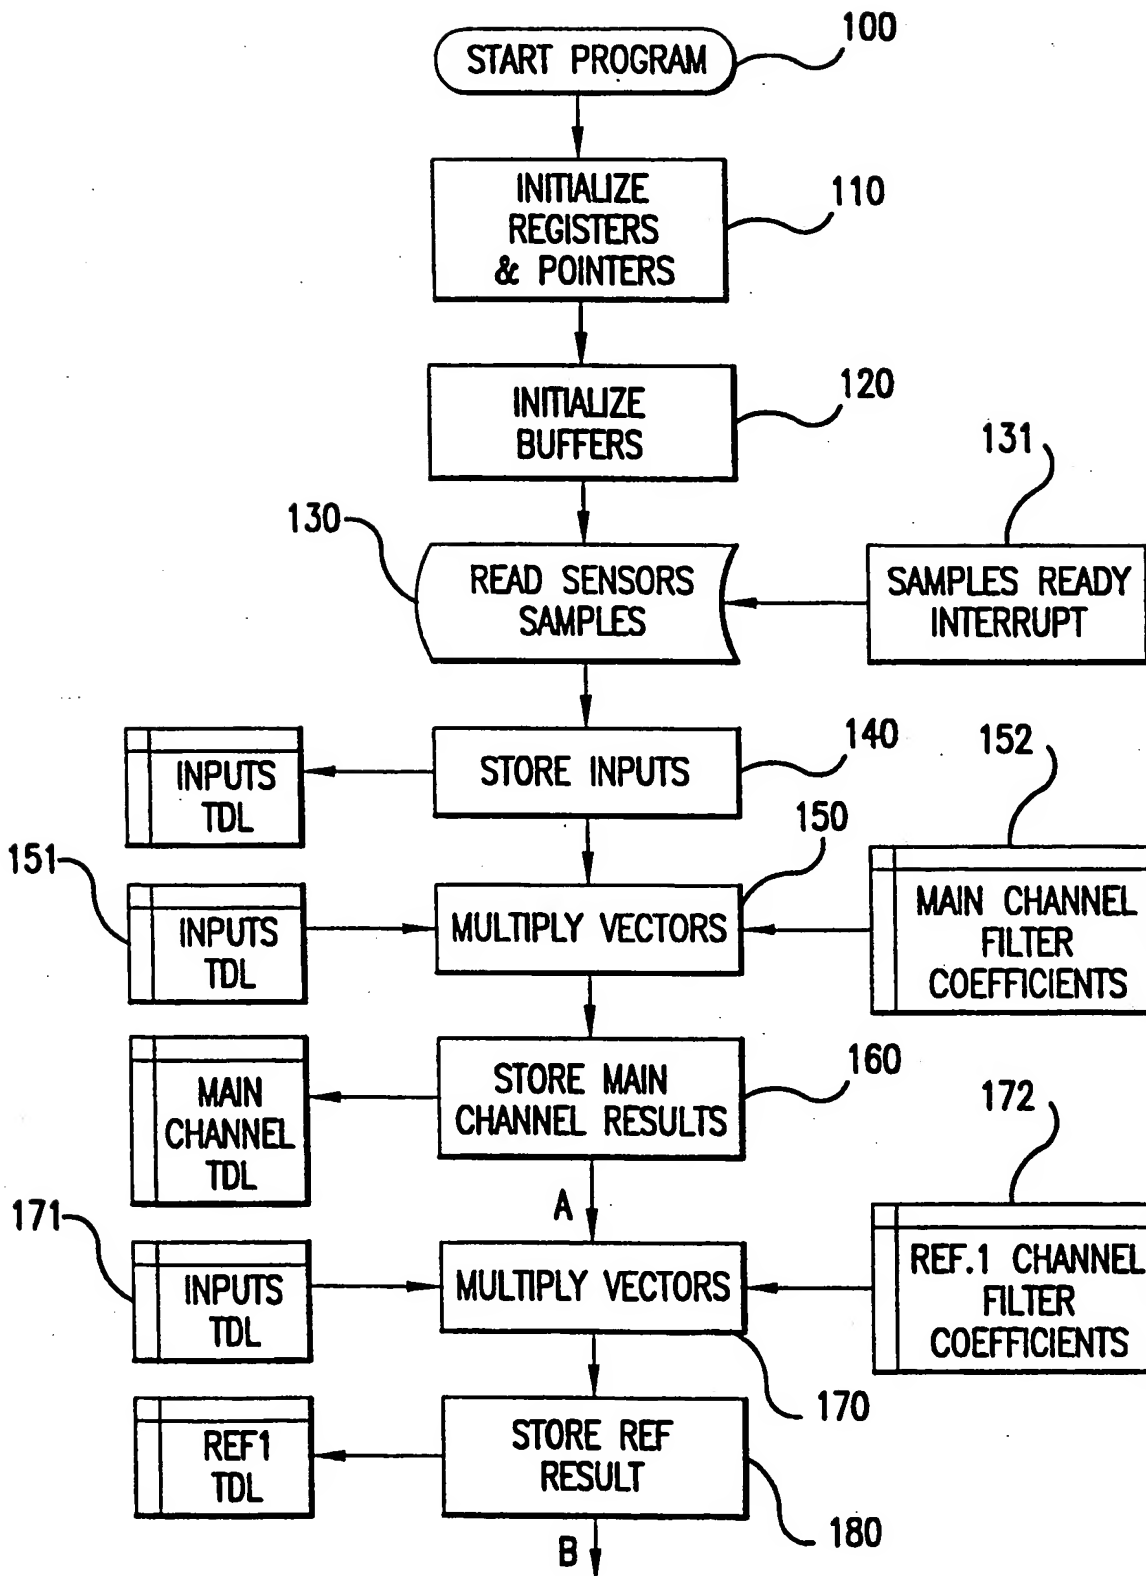 START PROGRAM
100
INITIALIZE
REGISTERS
& POINTERS
110
INITIALIZE
BUFFERS
120
130
READ SENSORS
SAMPLES
131
SAMPLES READY
INTERRUPT
INPUTS
TDL
STORE INPUTS
140
151
INPUTS
TDL
MULTIPLY VECTORS
150
152
MAIN CHANNEL
FILTER
COEFFICIENTS
MAIN
CHANNEL
TDL
STORE MAIN
CHANNEL RESULTS
160
A
171
INPUTS
TDL
MULTIPLY VECTORS
170
172
REF.1 CHANNEL
FILTER
COEFFICIENTS
REF1
TDL
STORE REF
RESULT
180
B